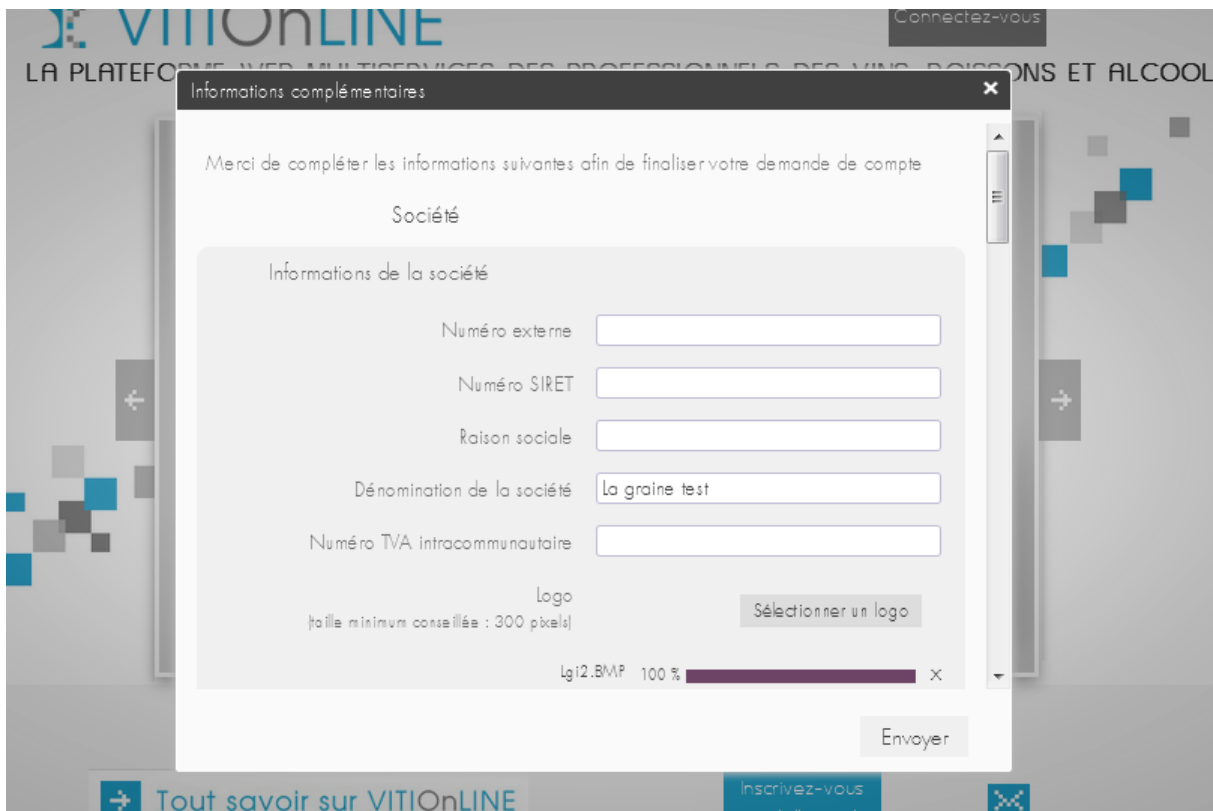 VITIOnLINE
Connectez-vous
LA PLATEFORME WEB MULTISERVICES DES PROFESSIONNELS DES VINS, BOISSONS ET ALCOOL
Informations complémentaires
Merci de compléter les informations suivantes afin de finaliser votre demande de compte
Société
Informations de la société
Numéro externe
Numéro SIRET
Raison sociale
Dénomination de la société La graine test
Numéro TVA intracommunautaire
Logo
(taille minimum conseillée : 300 pixels)
Sélectionner un logo
Lgi2.BMP 100 % X
Envoyer
Tout savoir sur VITIOnLINE
Inscrivez-vous